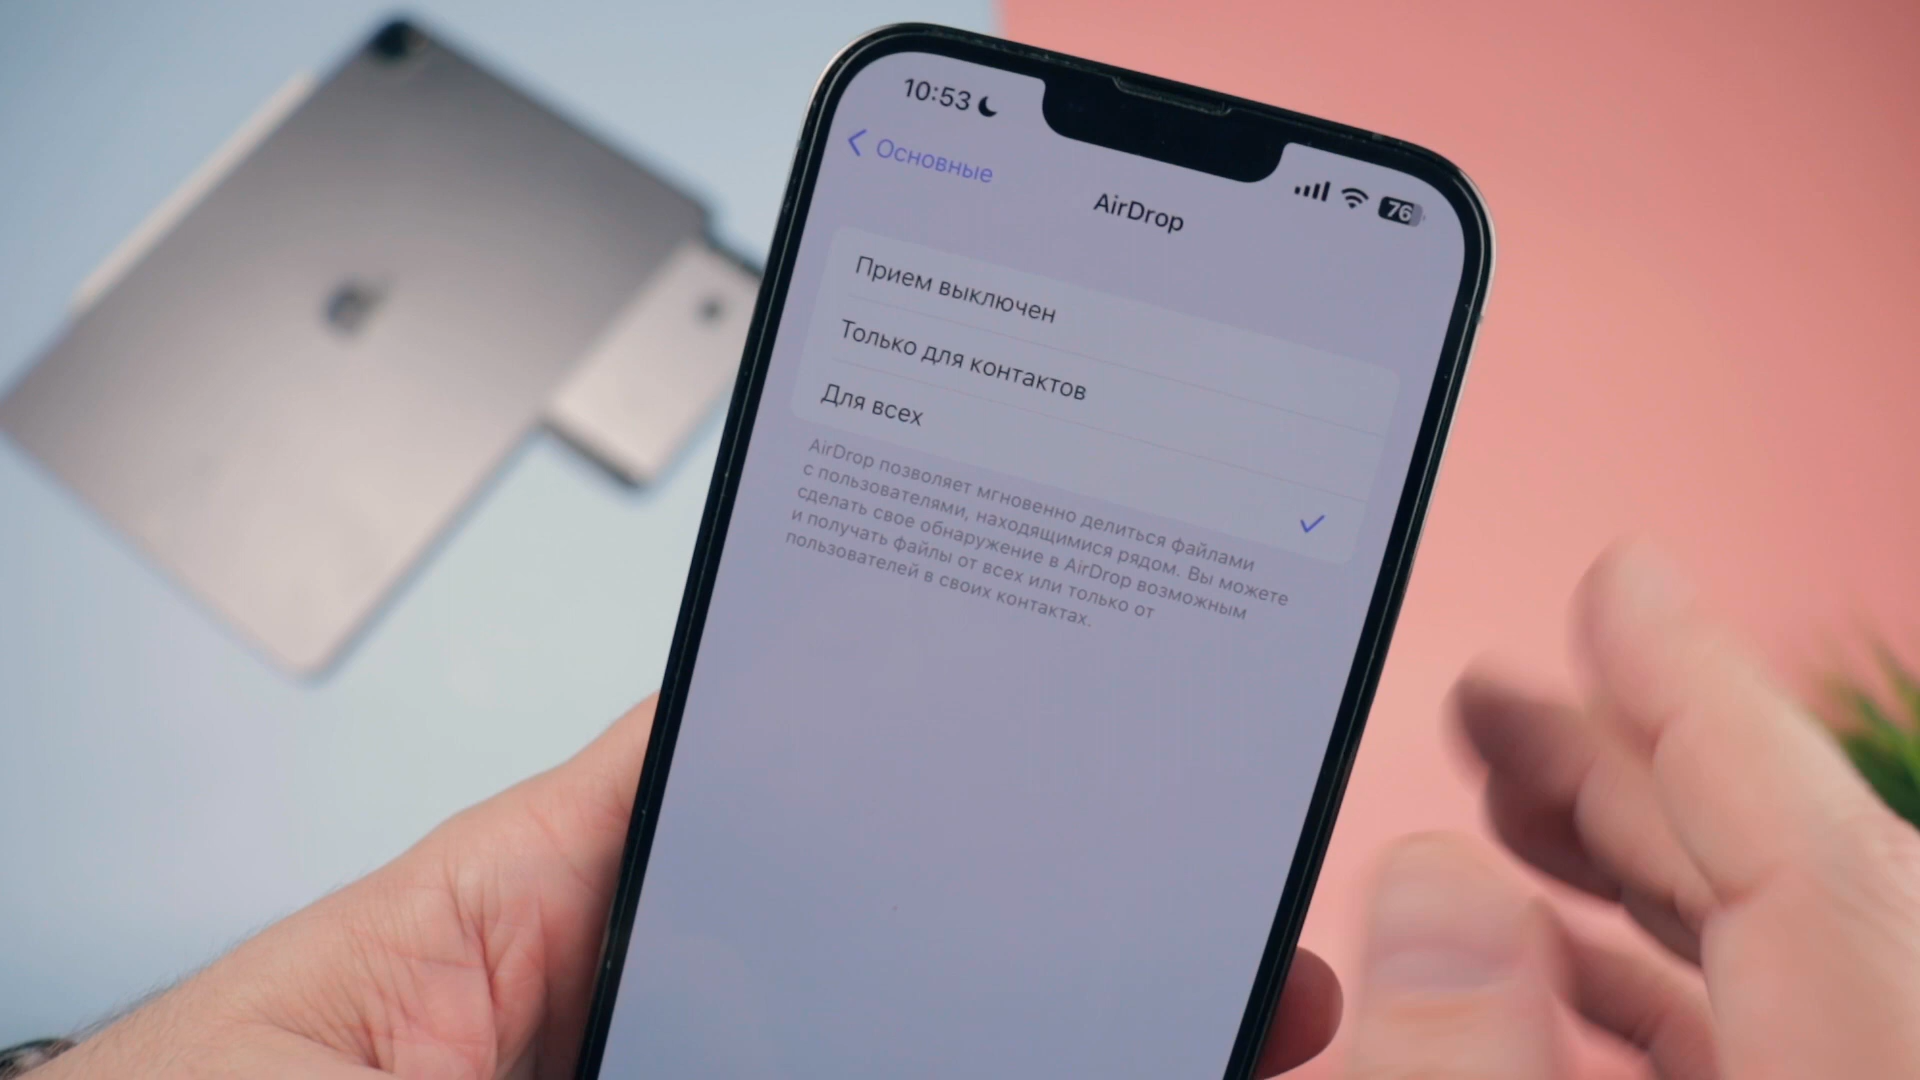 10:53
76
Основные
AirDrop
Прием выключен
Только для контактов
Для всех
AirDrop позволяет мгновенно делиться файлами
с пользователями, находящимися рядом. Вы можете
сделать свое обнаружение в AirDrop возможным
и получать файлы от всех или только от
пользователей в своих контактах.